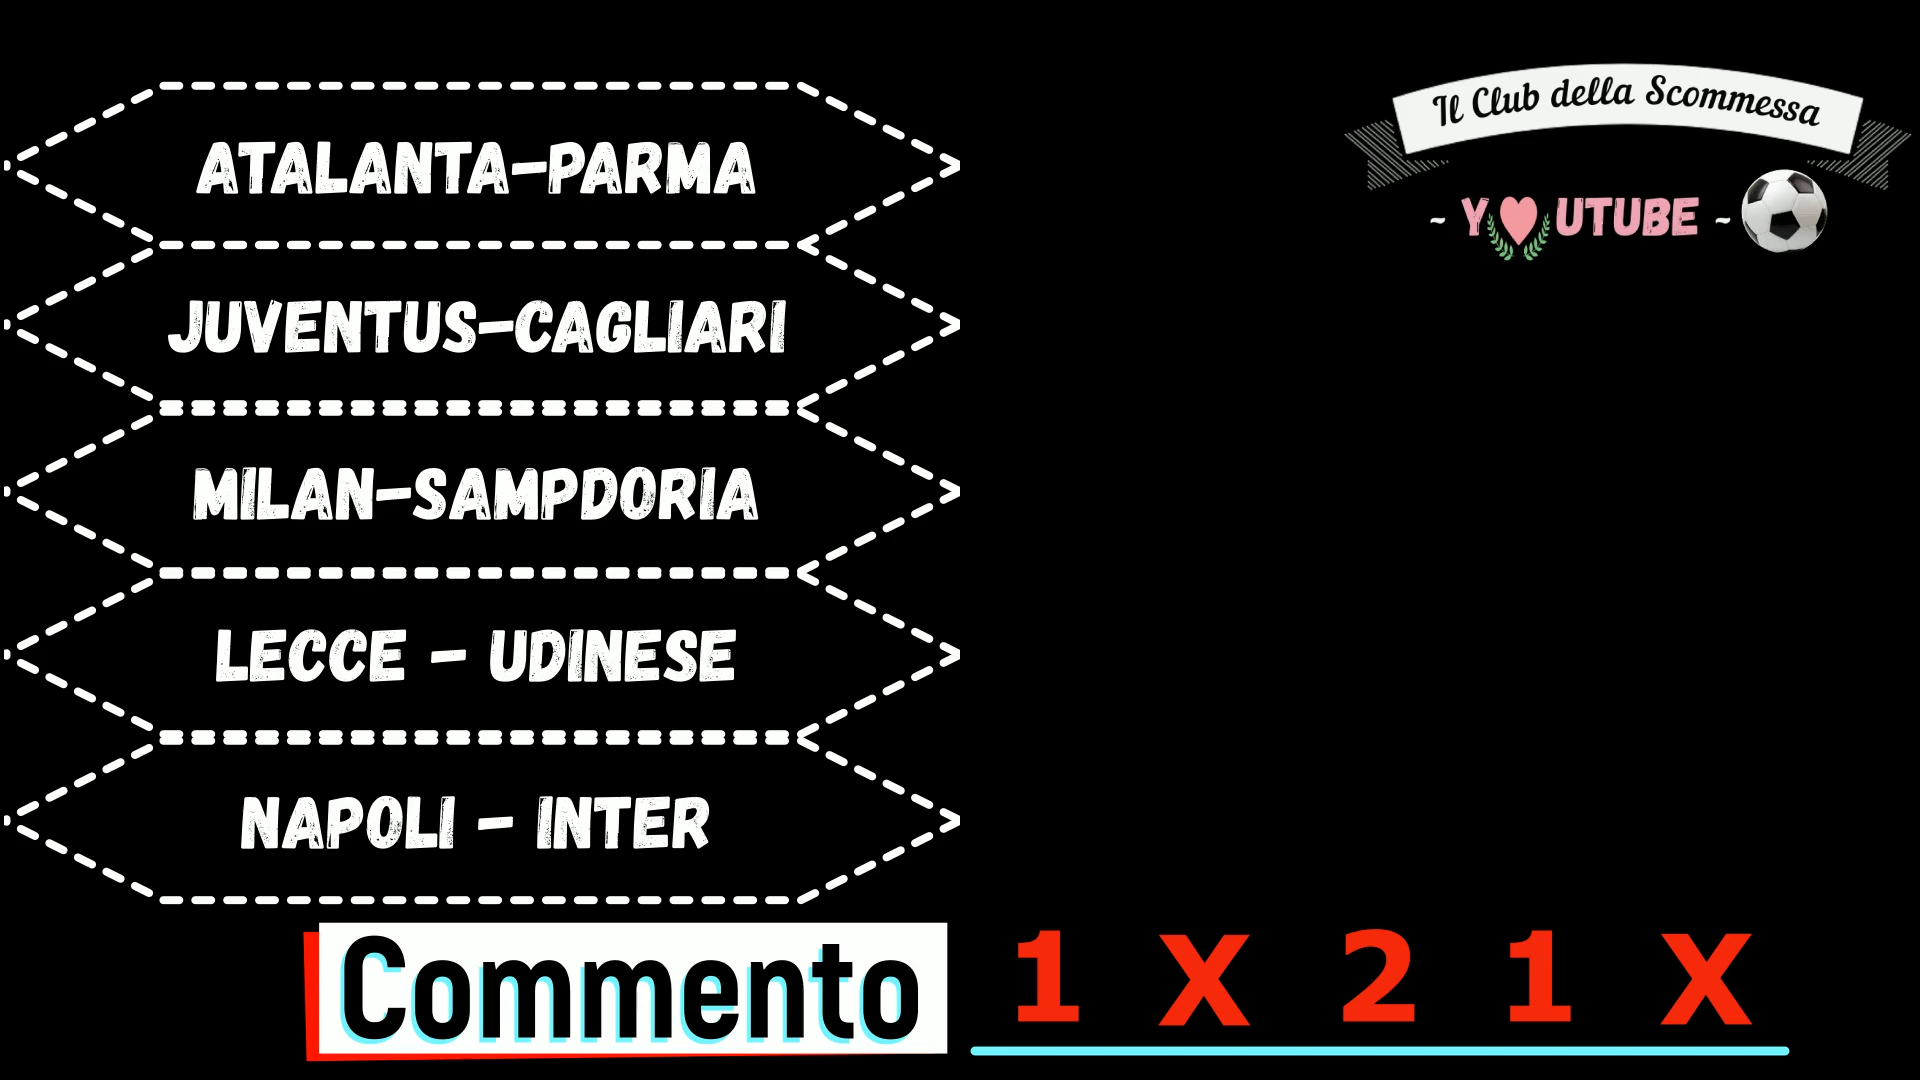 Il Club della Scommessa
~ Y UTUBE ~
ATALANTA-PARMA
JUVENTUS-CAGLIARI
MILAN-SAMPDORIA
LECCE - UDINESE
NAPOLI - INTER
Commento 1 X 2 1 X